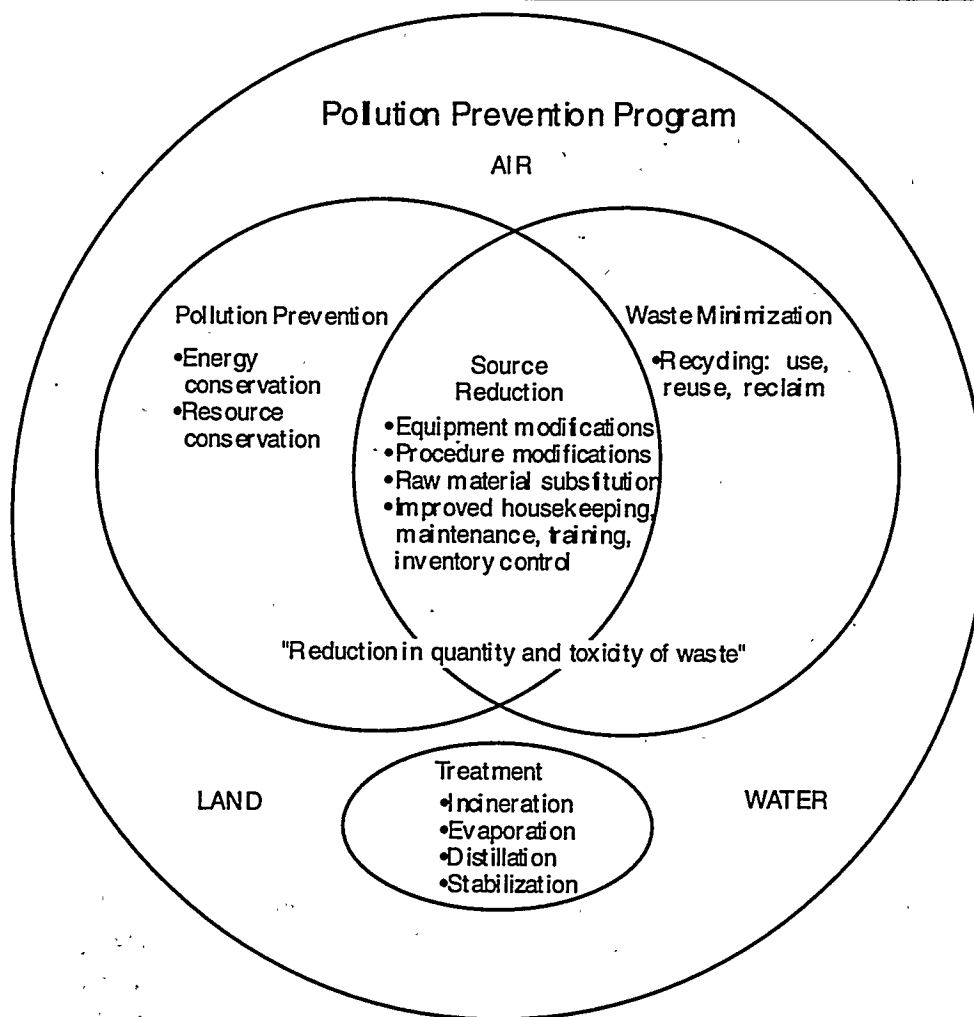 Pollution Prevention Program
AIR
Pollution Prevention
•Energy
conservation
•Resource
conservation
Source
Reduction
•Equipment modifications
•Procedure modifications
•Raw material substitution
•Improved housekeeping,
maintenance, training,
inventory control
Waste Minimization
•Recycling: use,
reuse, reclaim
"Reduction in quantity and toxicity of waste"
LAND
Treatment
•Incineration
•Evaporation
•Distillation
•Stabilization
WATER